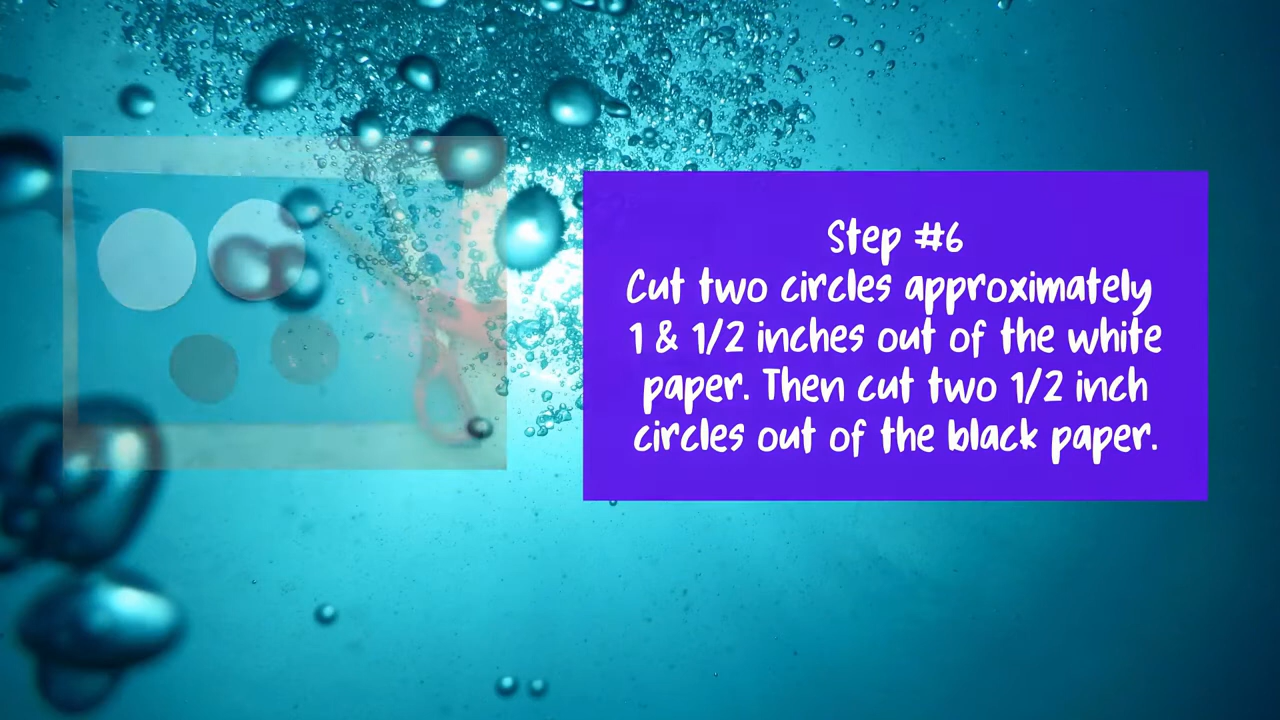 Step #6
Cut two circles approximately
1 & 1/2 inches out of the white
paper. Then cut two 1/2 inch
circles out of the black paper.